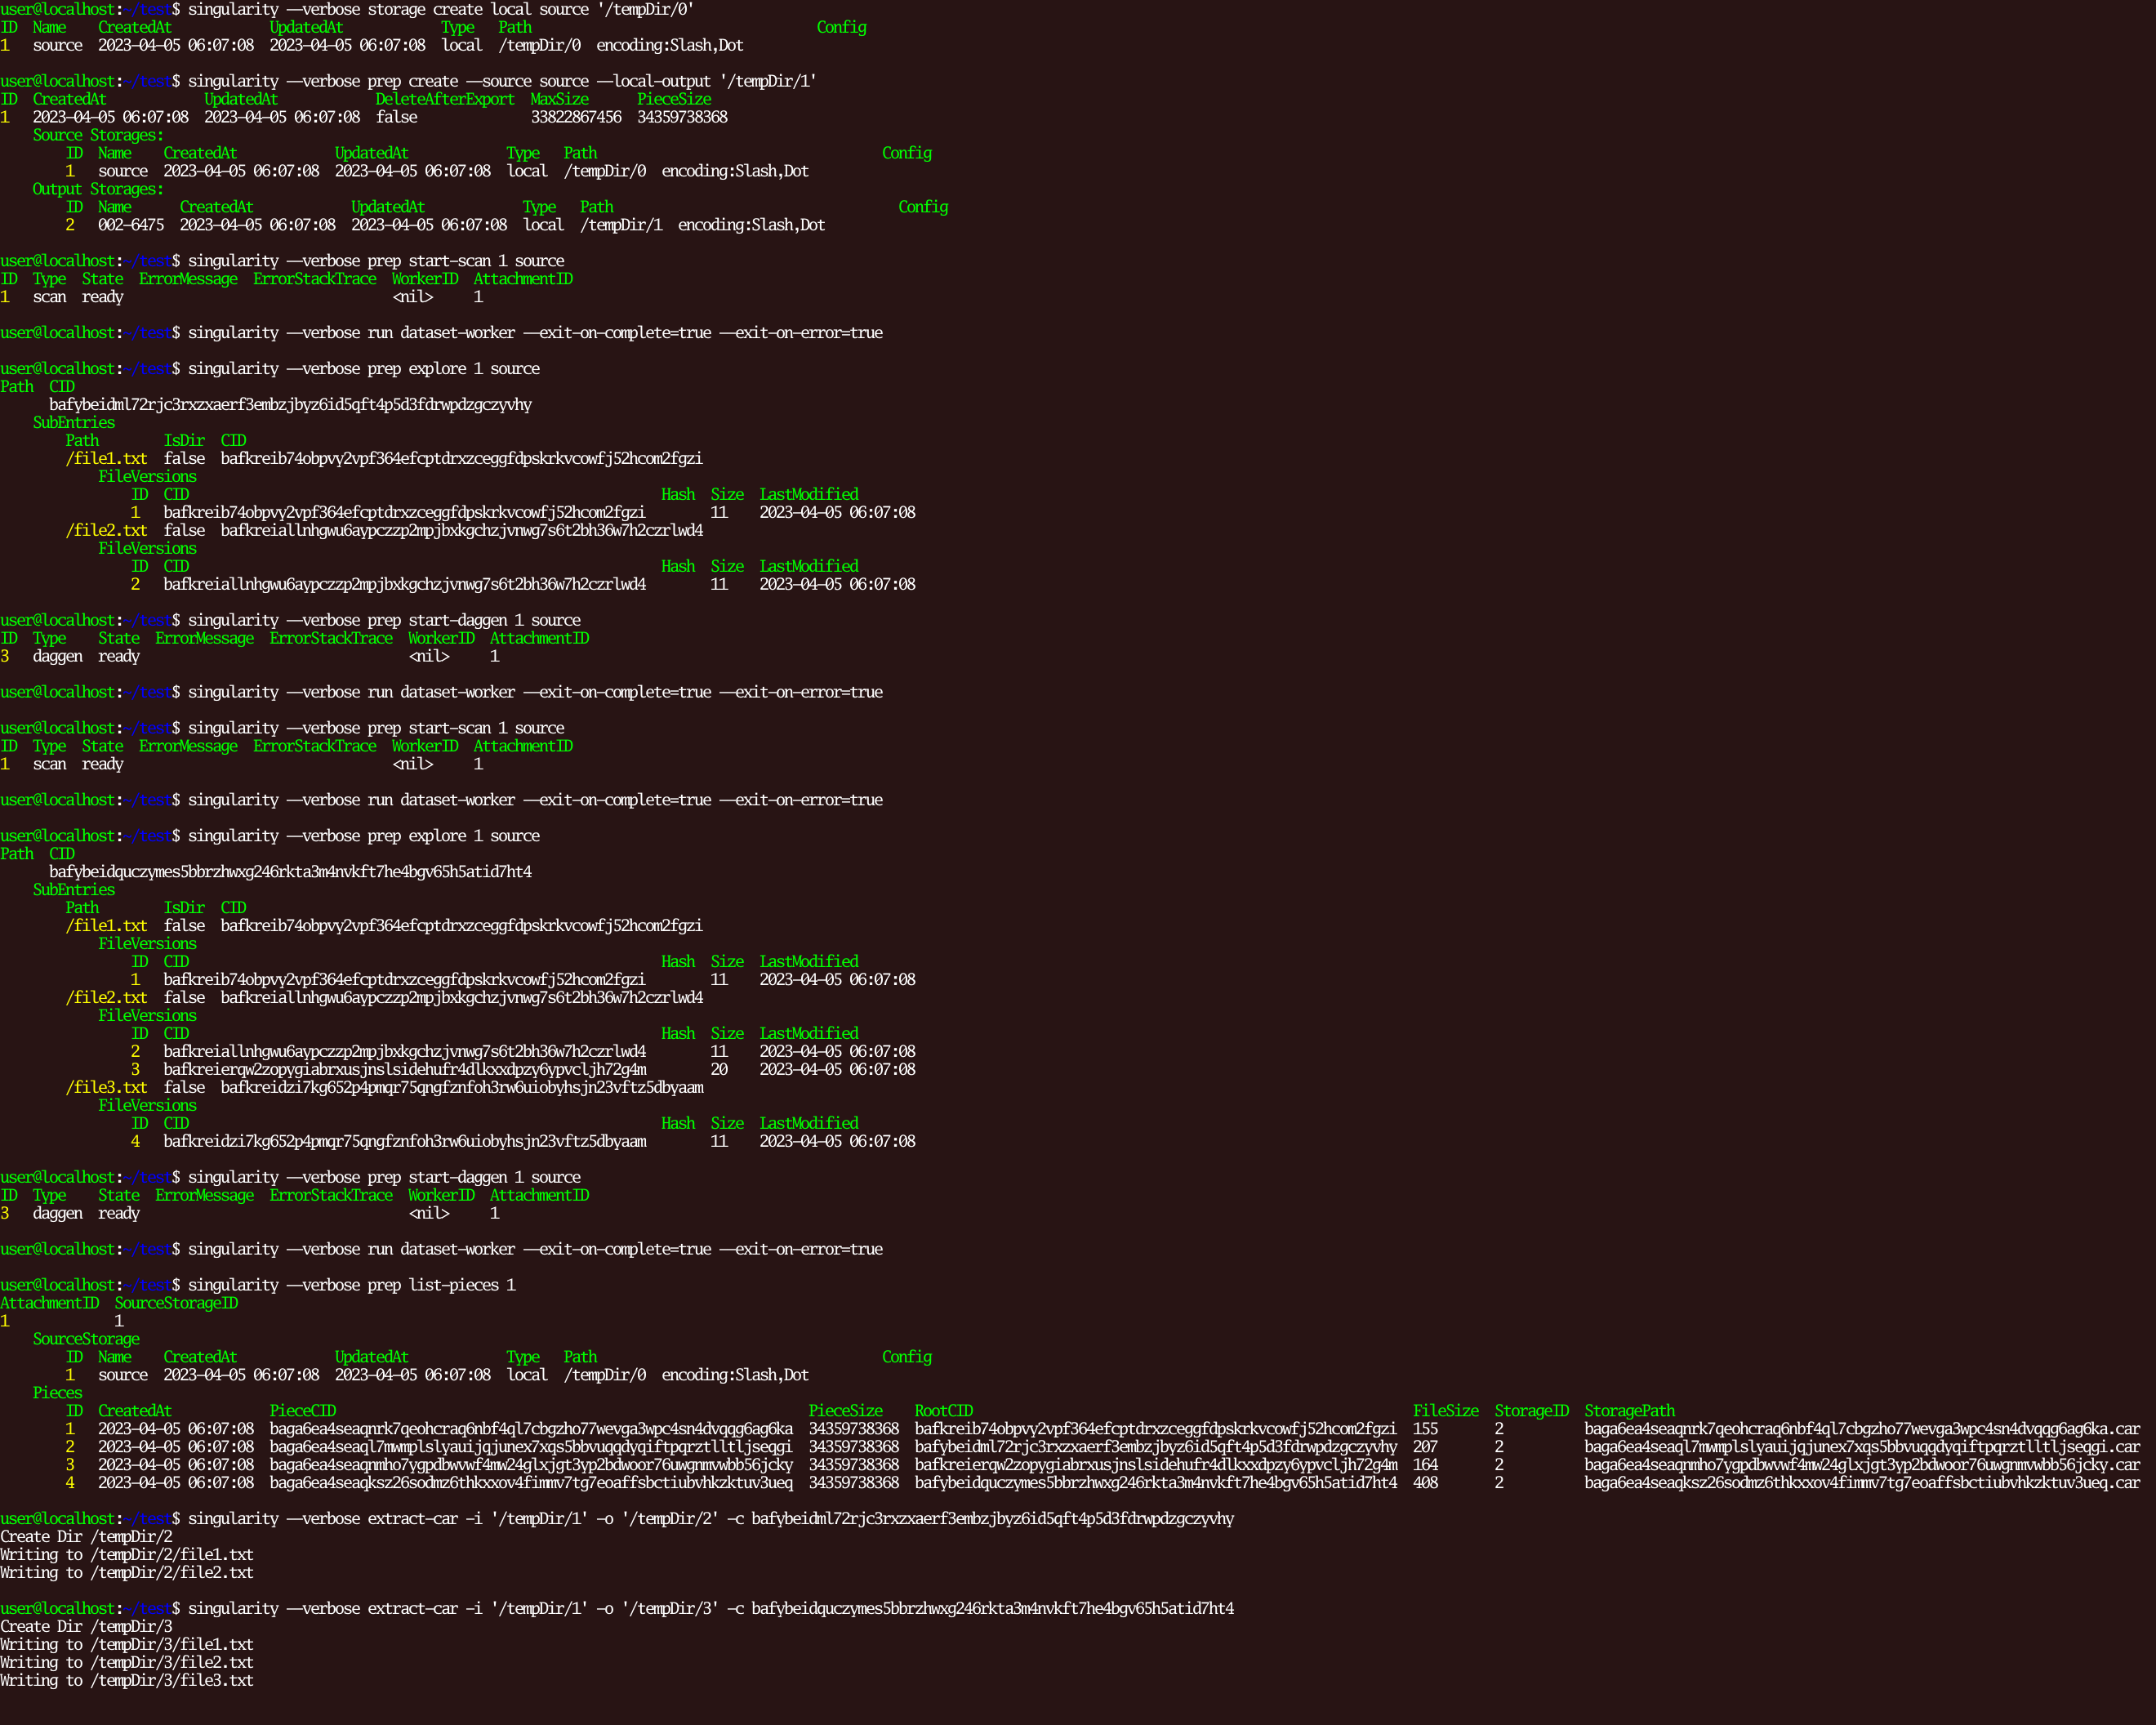 user@localhost:~/test$ singularity --verbose storage create local source '/tempDir/0'
ID  Name    CreatedAt            UpdatedAt            Type   Path                                   Config
1   source  2023-04-05 06:07:08  2023-04-05 06:07:08  local  /tempDir/0  encoding:Slash,Dot
user@localhost:~/test$ singularity --verbose prep create --source source --local-output '/tempDir/1'
ID  CreatedAt            UpdatedAt            DeleteAfterExport  MaxSize      PieceSize
1   2023-04-05 06:07:08  2023-04-05 06:07:08  false              33822867456  34359738368
    Source Storages:
        ID  Name    CreatedAt            UpdatedAt            Type   Path                                   Config
        1   source  2023-04-05 06:07:08  2023-04-05 06:07:08  local  /tempDir/0  encoding:Slash,Dot
    Output Storages:
        ID  Name      CreatedAt            UpdatedAt            Type   Path                                   Config
        2   002-6475  2023-04-05 06:07:08  2023-04-05 06:07:08  local  /tempDir/1  encoding:Slash,Dot
user@localhost:~/test$ singularity --verbose prep start-scan 1 source
ID  Type  State  ErrorMessage  ErrorStackTrace  WorkerID  AttachmentID
1   scan  ready                                 <nil>     1
user@localhost:~/test$ singularity --verbose run dataset-worker --exit-on-complete=true --exit-on-error=true
user@localhost:~/test$ singularity --verbose prep explore 1 source
Path  CID
      bafybeidml72rjc3rxzxaerf3embzjbyz6id5qft4p5d3fdrwpdzgczyvhy
    SubEntries
        Path        IsDir  CID
        /file1.txt  false  bafkreib74obpvy2vpf364efcptdrxzceggfdpskrkvcowfj52hcom2fgzi
            FileVersions
                ID  CID                                                          Hash  Size  LastModified
                1   bafkreib74obpvy2vpf364efcptdrxzceggfdpskrkvcowfj52hcom2fgzi        11    2023-04-05 06:07:08
        /file2.txt  false  bafkreiallnhgwu6aypczzp2mpjbxkgchzjvnwg7s6t2bh36w7h2czrlwd4
            FileVersions
                ID  CID                                                          Hash  Size  LastModified
                2   bafkreiallnhgwu6aypczzp2mpjbxkgchzjvnwg7s6t2bh36w7h2czrlwd4        11    2023-04-05 06:07:08
user@localhost:~/test$ singularity --verbose prep start-daggen 1 source
ID  Type    State  ErrorMessage  ErrorStackTrace  WorkerID  AttachmentID
3   daggen  ready                                 <nil>     1
user@localhost:~/test$ singularity --verbose run dataset-worker --exit-on-complete=true --exit-on-error=true
user@localhost:~/test$ singularity --verbose prep start-scan 1 source
ID  Type  State  ErrorMessage  ErrorStackTrace  WorkerID  AttachmentID
1   scan  ready                                 <nil>     1
user@localhost:~/test$ singularity --verbose run dataset-worker --exit-on-complete=true --exit-on-error=true
user@localhost:~/test$ singularity --verbose prep explore 1 source
Path  CID
      bafybeidquczymes5bbrzhwxg246rkta3m4nvkft7he4bgv65h5atid7ht4
    SubEntries
        Path        IsDir  CID
        /file1.txt  false  bafkreib74obpvy2vpf364efcptdrxzceggfdpskrkvcowfj52hcom2fgzi
            FileVersions
                ID  CID                                                          Hash  Size  LastModified
                1   bafkreib74obpvy2vpf364efcptdrxzceggfdpskrkvcowfj52hcom2fgzi        11    2023-04-05 06:07:08
        /file2.txt  false  bafkreiallnhgwu6aypczzp2mpjbxkgchzjvnwg7s6t2bh36w7h2czrlwd4
            FileVersions
                ID  CID                                                          Hash  Size  LastModified
                2   bafkreiallnhgwu6aypczzp2mpjbxkgchzjvnwg7s6t2bh36w7h2czrlwd4        11    2023-04-05 06:07:08
                3   bafkreierqw2zopygiabrxusjnslsidehufr4dlkxxdpzy6ypvcljh72g4m        20    2023-04-05 06:07:08
        /file3.txt  false  bafkreidzi7kg652p4pmqr75qngfznfoh3rw6uiobyhsjn23vftz5dbyaam
            FileVersions
                ID  CID                                                          Hash  Size  LastModified
                4   bafkreidzi7kg652p4pmqr75qngfznfoh3rw6uiobyhsjn23vftz5dbyaam        11    2023-04-05 06:07:08
user@localhost:~/test$ singularity --verbose prep start-daggen 1 source
ID  Type    State  ErrorMessage  ErrorStackTrace  WorkerID  AttachmentID
3   daggen  ready                                 <nil>     1
user@localhost:~/test$ singularity --verbose run dataset-worker --exit-on-complete=true --exit-on-error=true
user@localhost:~/test$ singularity --verbose prep list-pieces 1
AttachmentID  SourceStorageID
1             1
    SourceStorage
        ID  Name    CreatedAt            UpdatedAt            Type   Path                                   Config
        1   source  2023-04-05 06:07:08  2023-04-05 06:07:08  local  /tempDir/0  encoding:Slash,Dot
    Pieces
        ID  CreatedAt            PieceCID                                                          PieceSize    RootCID                                                      FileSize  StorageID  StoragePath
        1   2023-04-05 06:07:08  baga6ea4seaqnrk7qeohcraq6nbf4ql7cbgzho77wevga3wpc4sn4dvqqg6ag6ka  34359738368  bafkreib74obpvy2vpf364efcptdrxzceggfdpskrkvcowfj52hcom2fgzi  155       2          baga6ea4seaqnrk7qeohcraq6nbf4ql7cbgzho77wevga3wpc4sn4dvqqg6ag6ka.car
        2   2023-04-05 06:07:08  baga6ea4seaql7mwmplslyauijqjunex7xqs5bbvuqqdyqiftpqrztlltljseqgi  34359738368  bafybeidml72rjc3rxzxaerf3embzjbyz6id5qft4p5d3fdrwpdzgczyvhy  207       2          baga6ea4seaql7mwmplslyauijqjunex7xqs5bbvuqqdyqiftpqrztlltljseqgi.car
        3   2023-04-05 06:07:08  baga6ea4seaqnmho7ygpdbwvwf4mw24glxjgt3yp2bdwoor76uwgnmvwbb56jcky  34359738368  bafkreierqw2zopygiabrxusjnslsidehufr4dlkxxdpzy6ypvcljh72g4m  164       2          baga6ea4seaqnmho7ygpdbwvwf4mw24glxjgt3yp2bdwoor76uwgnmvwbb56jcky.car
        4   2023-04-05 06:07:08  baga6ea4seaqksz26sodmz6thkxxov4fimmv7tg7eoaffsbctiubvhkzktuv3ueq  34359738368  bafybeidquczymes5bbrzhwxg246rkta3m4nvkft7he4bgv65h5atid7ht4  408       2          baga6ea4seaqksz26sodmz6thkxxov4fimmv7tg7eoaffsbctiubvhkzktuv3ueq.car
user@localhost:~/test$ singularity --verbose extract-car -i '/tempDir/1' -o '/tempDir/2' -c bafybeidml72rjc3rxzxaerf3embzjbyz6id5qft4p5d3fdrwpdzgczyvhy
Create Dir /tempDir/2
Writing to /tempDir/2/file1.txt
Writing to /tempDir/2/file2.txt
user@localhost:~/test$ singularity --verbose extract-car -i '/tempDir/1' -o '/tempDir/3' -c bafybeidquczymes5bbrzhwxg246rkta3m4nvkft7he4bgv65h5atid7ht4
Create Dir /tempDir/3
Writing to /tempDir/3/file1.txt
Writing to /tempDir/3/file2.txt
Writing to /tempDir/3/file3.txt